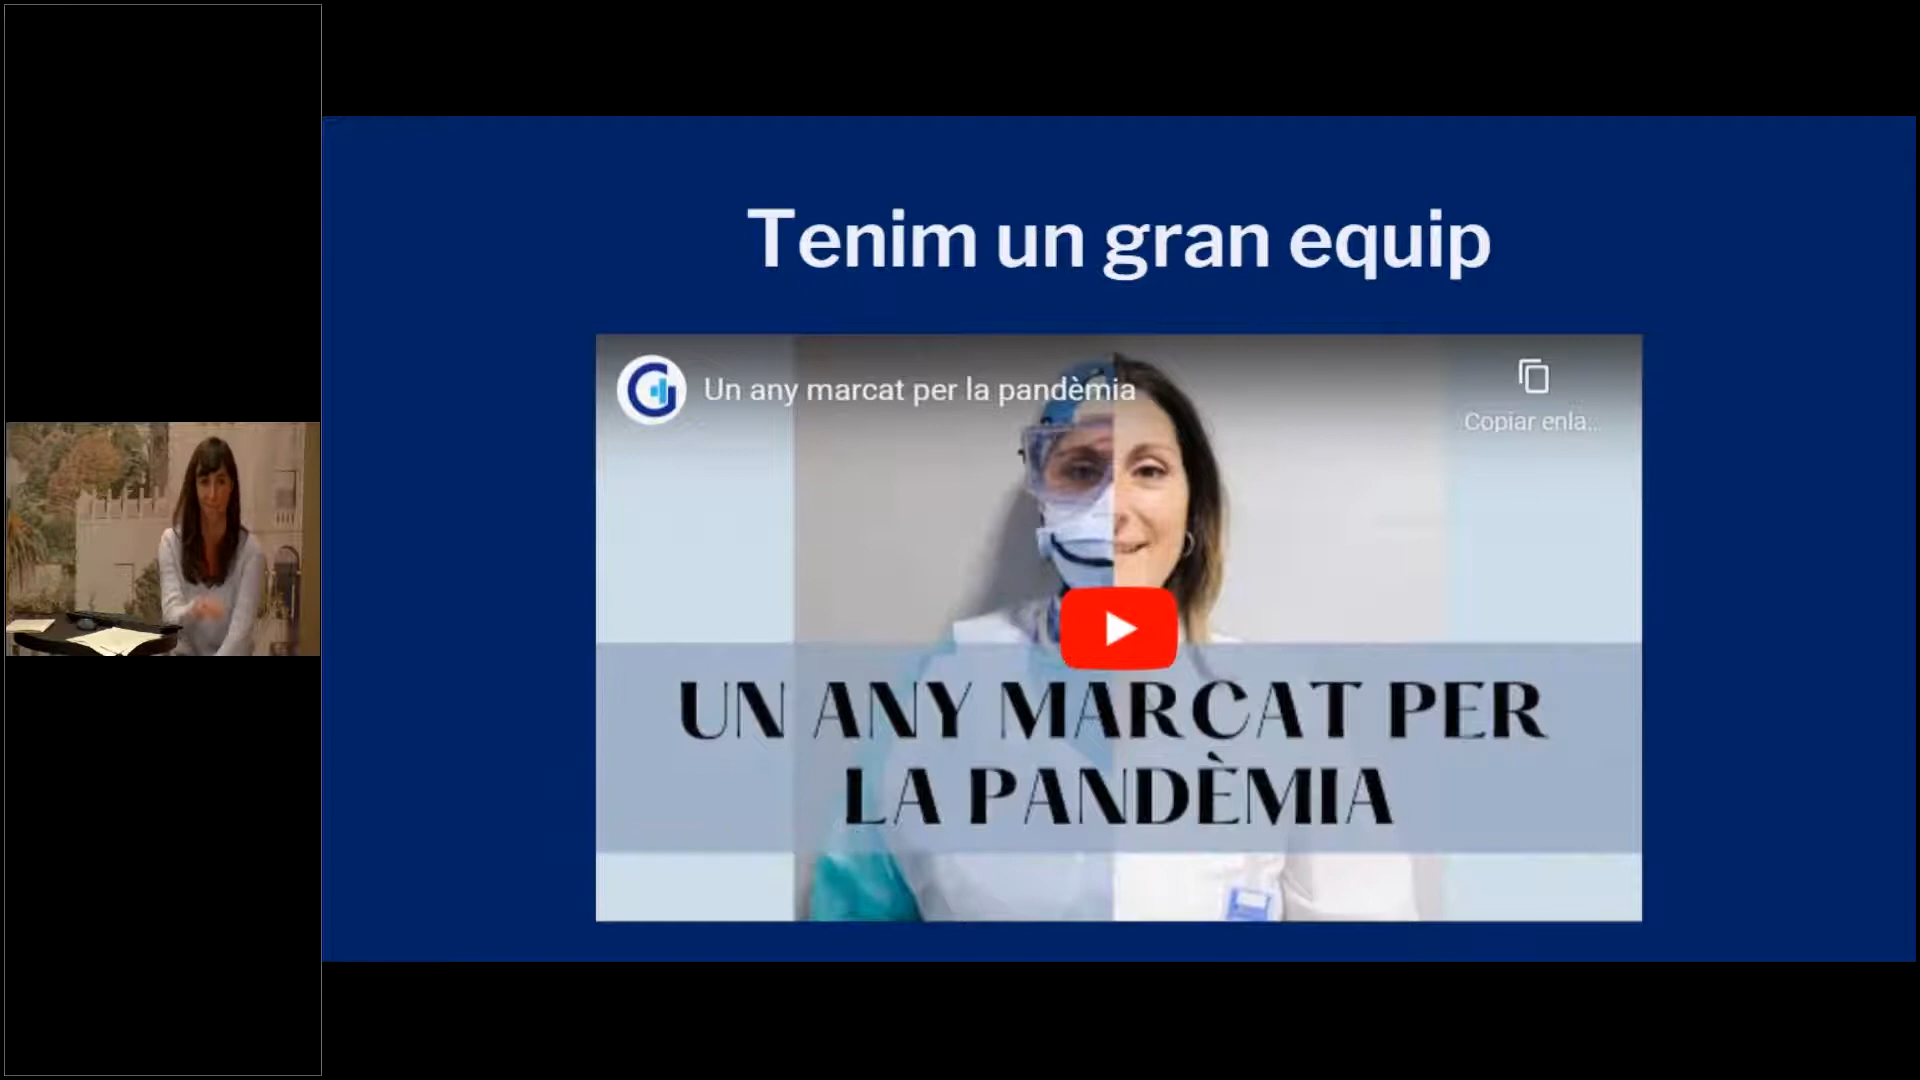 Tenim un gran equip
Un any marcat per la pandèmia
Copiar enla...
UN ANY MARCAT PER
LA PANDÈMIA